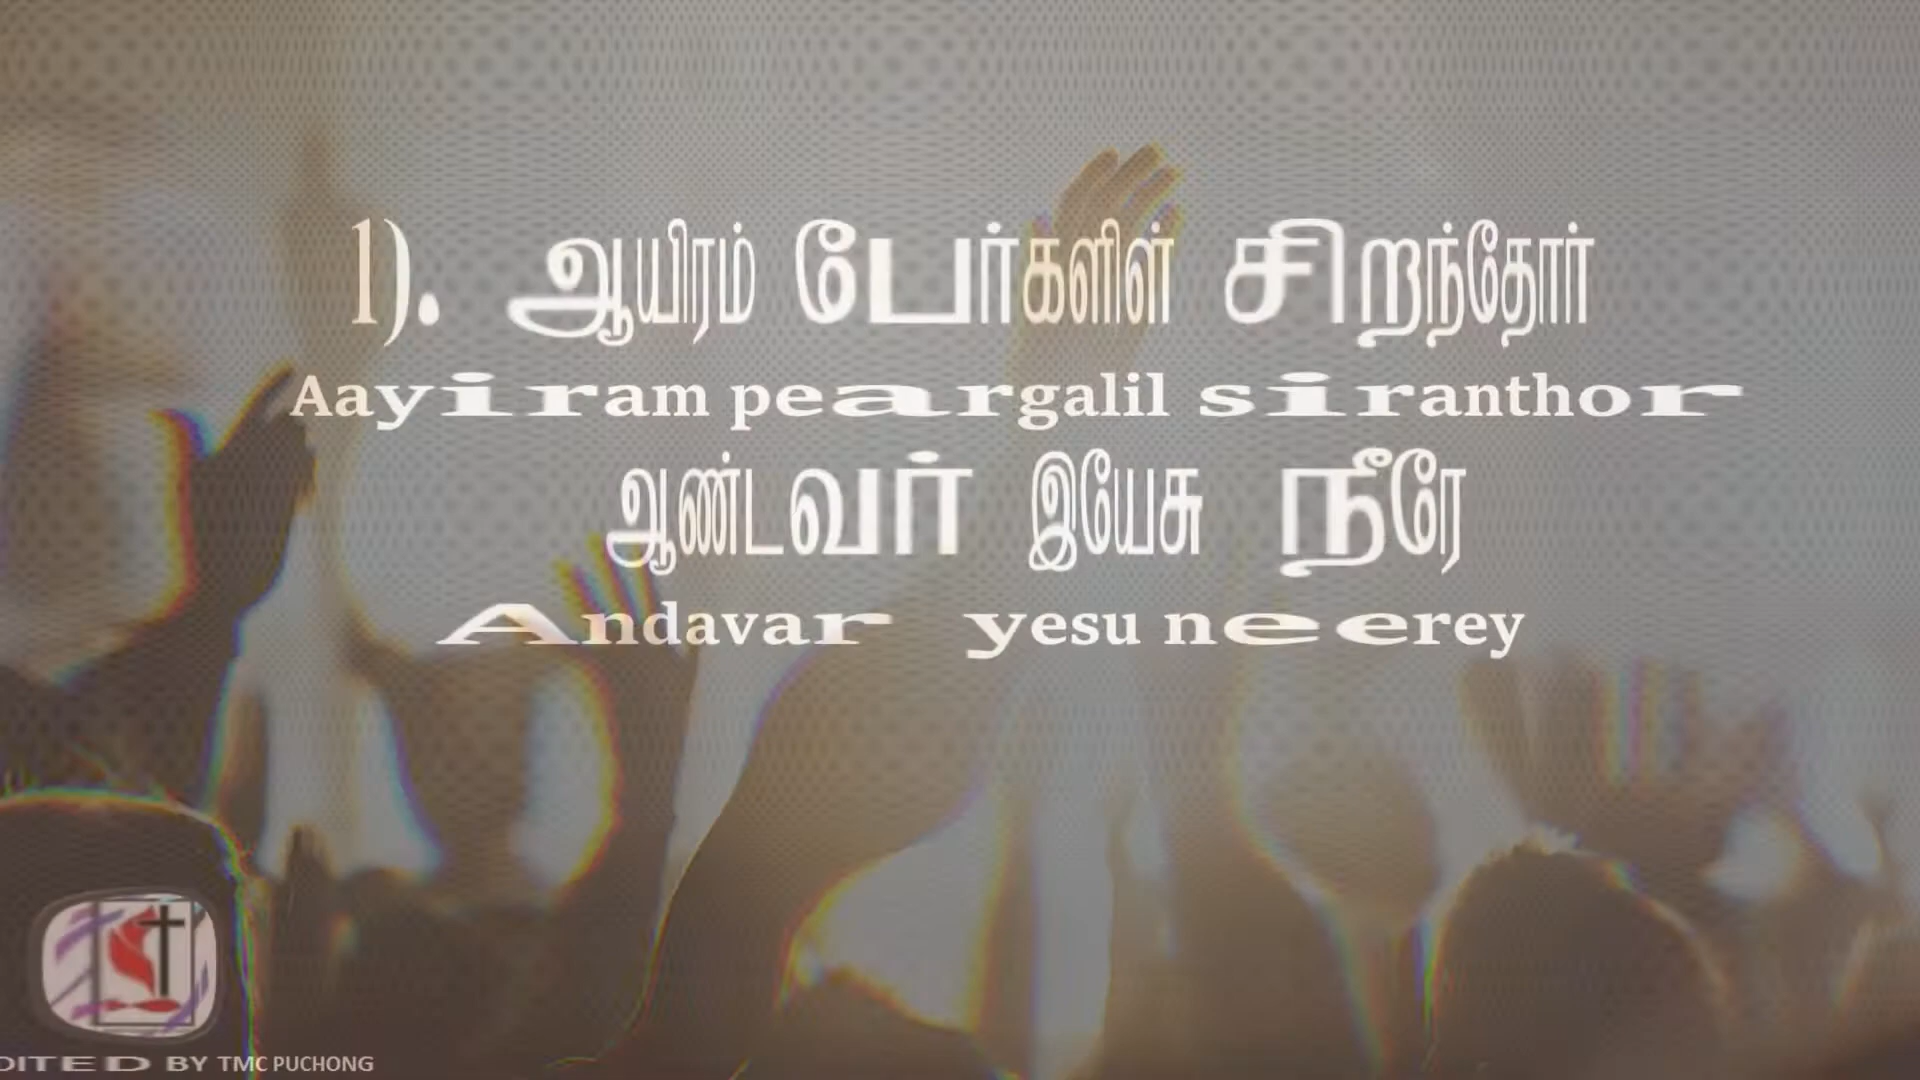 1). ஆயிரம் பேர்களின் சிறந்தோர்
Aayiram peargalil siranthor
ஆண்டவர் இயேசு நீரே
Andavar yesu neerey
DITED BY TMC PUCHONG